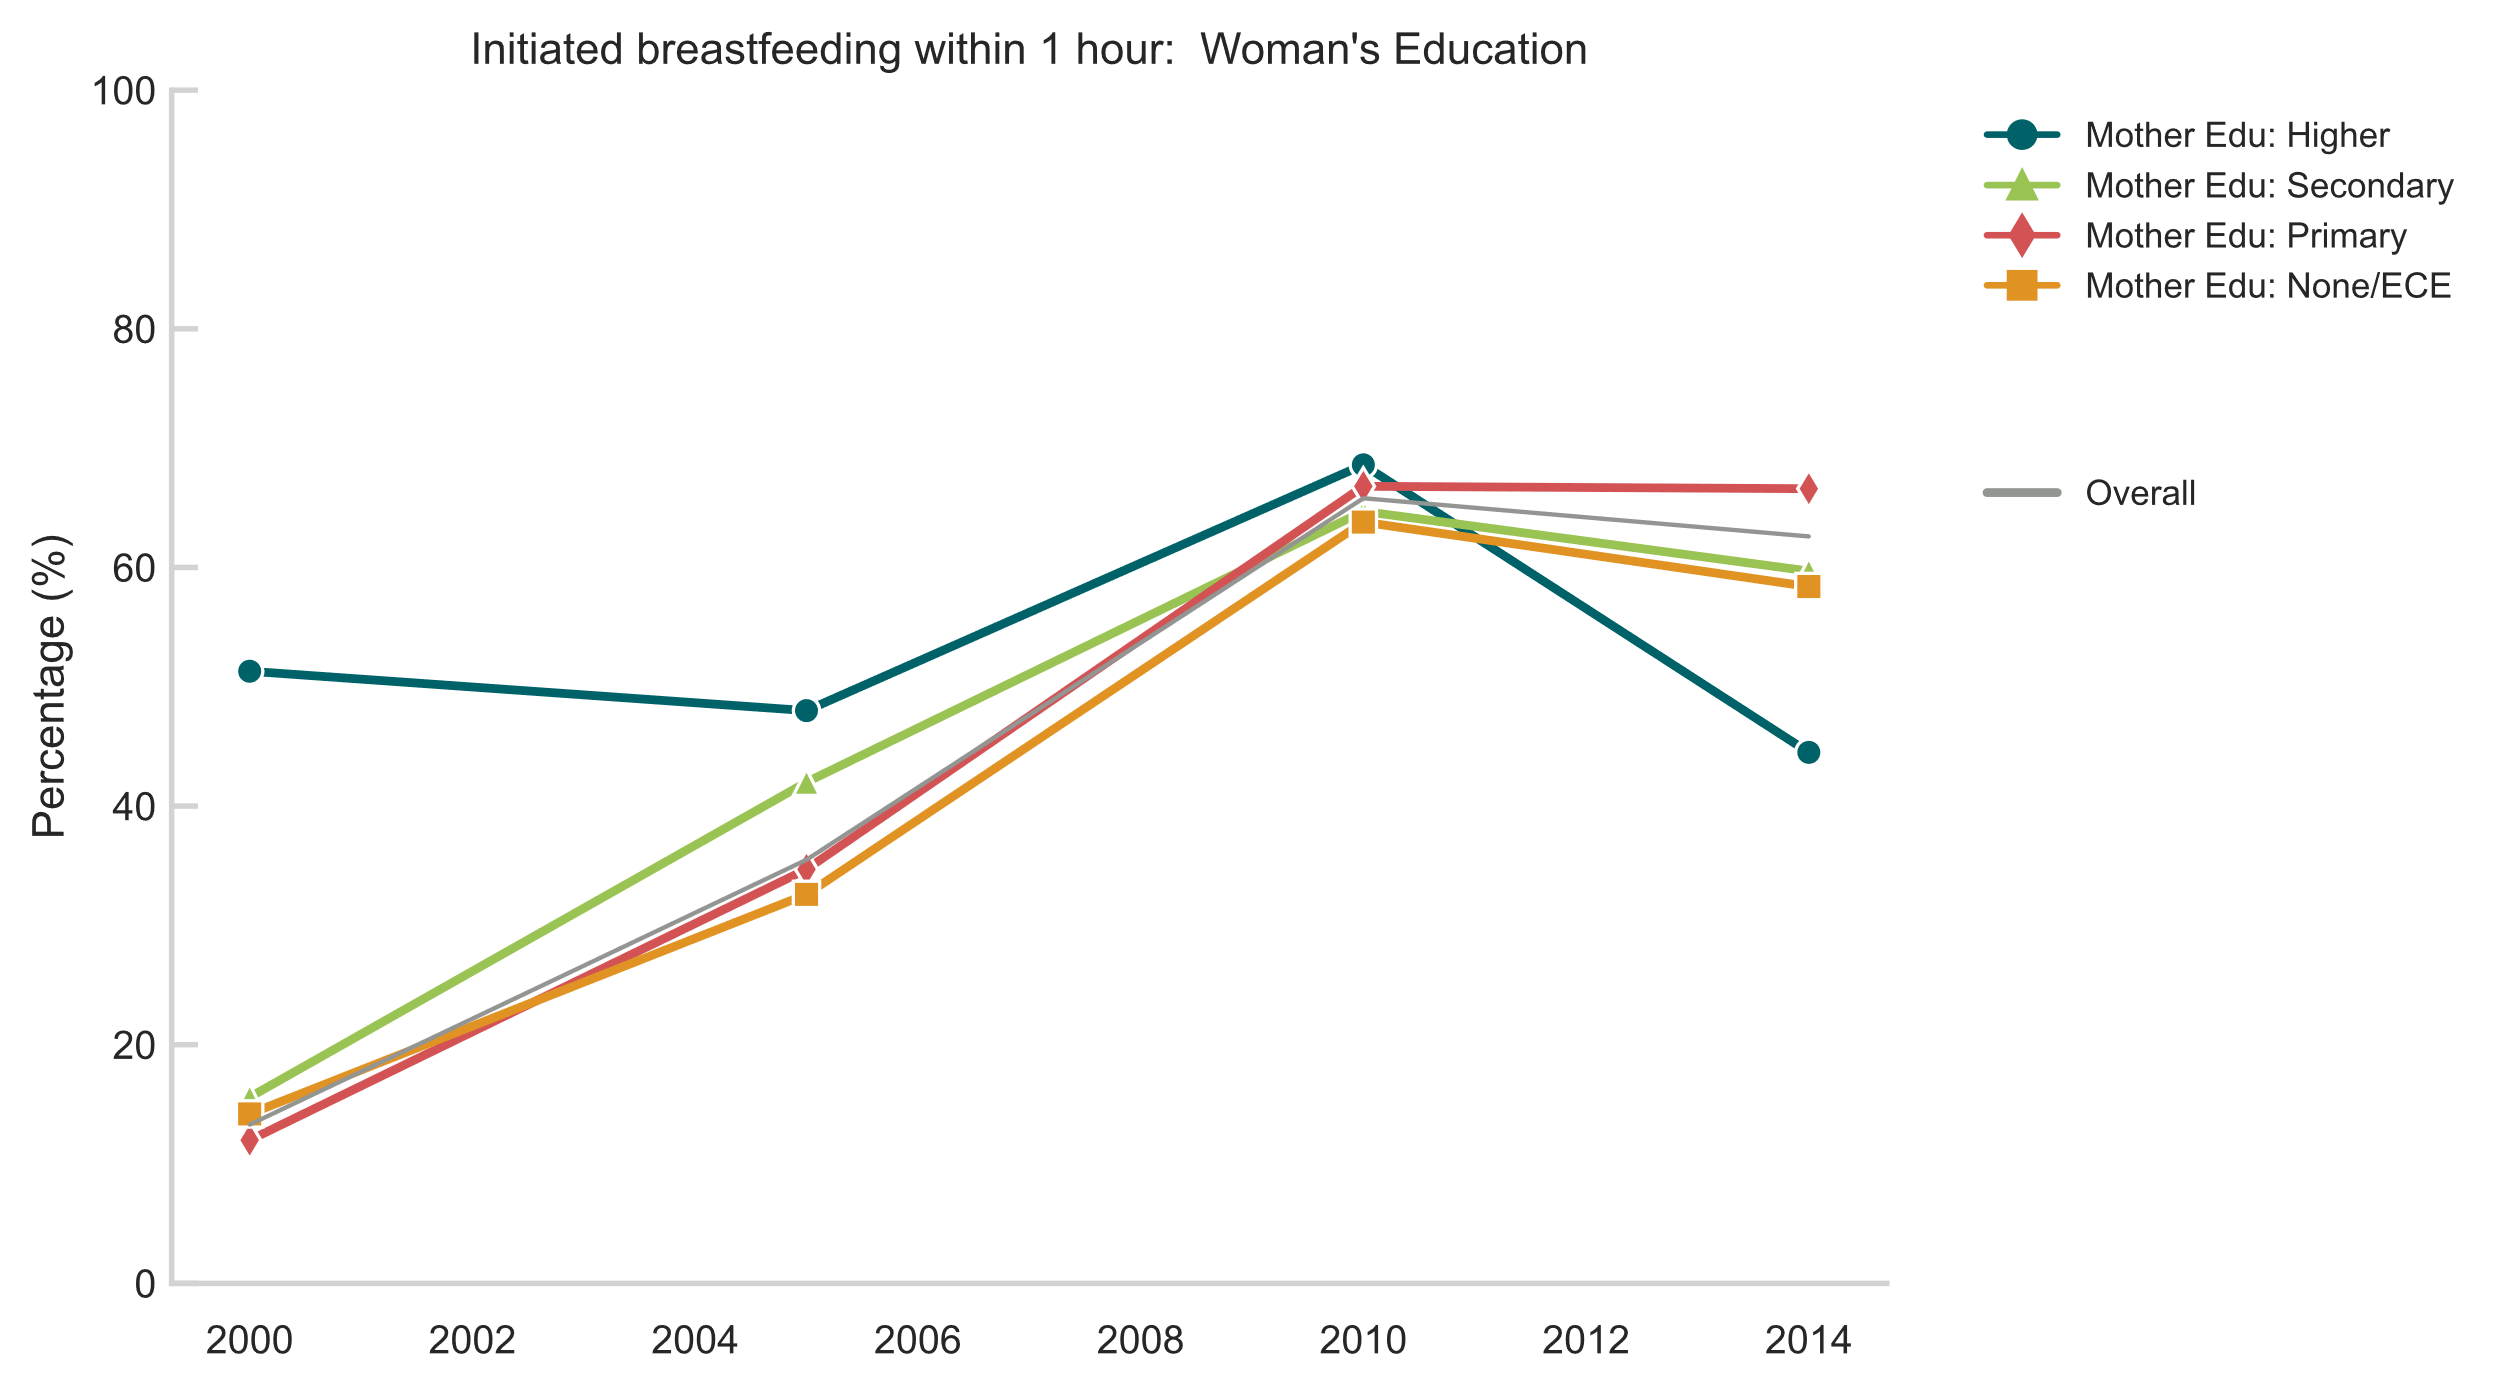 Initiated breastfeeding within 1 hour: Woman's Education
100
80
60
40
20
0
Percentage (%)
2000 2002 2004 2006 2008 2010 2012 2014
Mother Edu: Higher
Mother Edu: Secondary
Mother Edu: Primary
Mother Edu: None/ECE
Overall